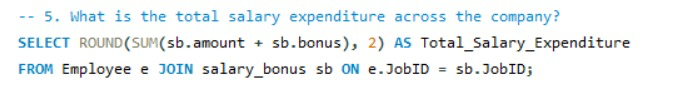 -- 5. What is the total salary expenditure across the company?
SELECT ROUND(SUM(sb.amount + sb.bonus), 2) AS Total_Salary_Expenditure
FROM Employee e JOIN salary_bonus sb ON e.JobID = sb.JobID;